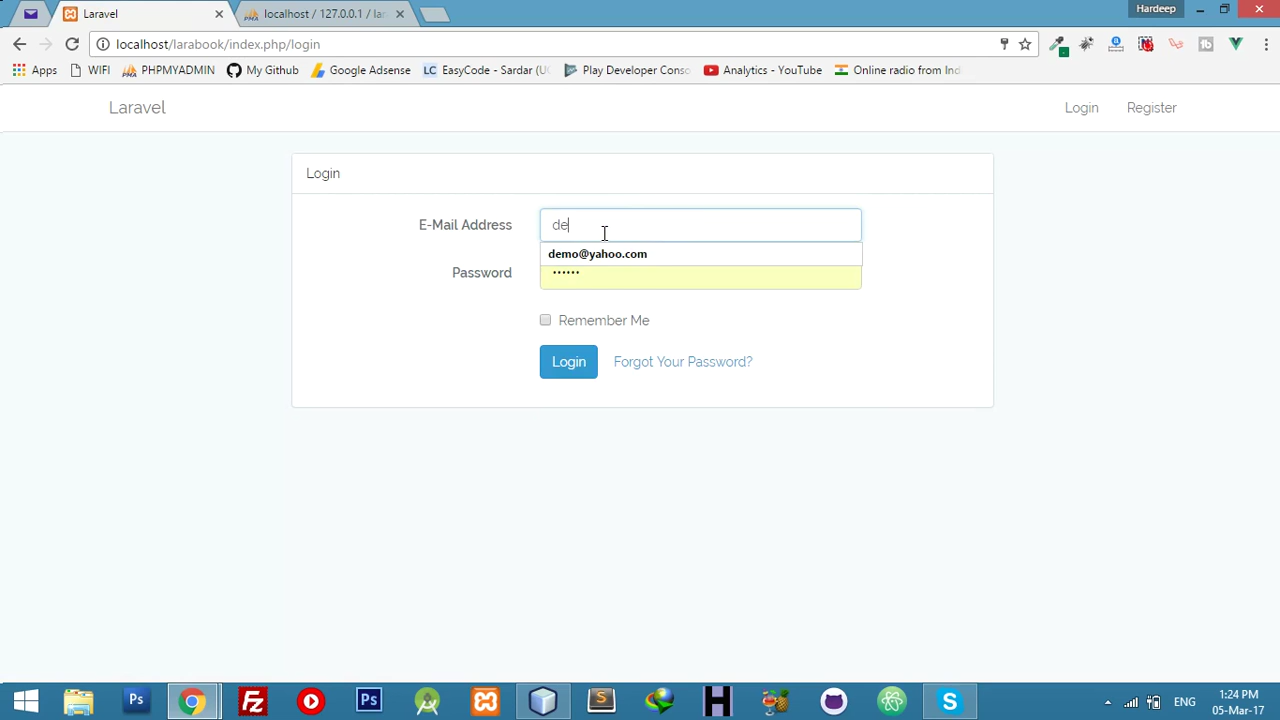 Laravel
localhost / 127.0.0.1 / lar
Hardeep
localhost/larabook/index.php/login
Apps
WIFI
PHPMYADMIN
My Github
Google Adsense
LC EasyCode - Sardar (UC
Play Developer Conso
Analytics - YouTube
Online radio from Ind
Laravel
Login
Register
Login
E-Mail Address
de
demo@yahoo.com
Password
Remember Me
Login
Forgot Your Password?
ENG
1:24 PM
05-Mar-17